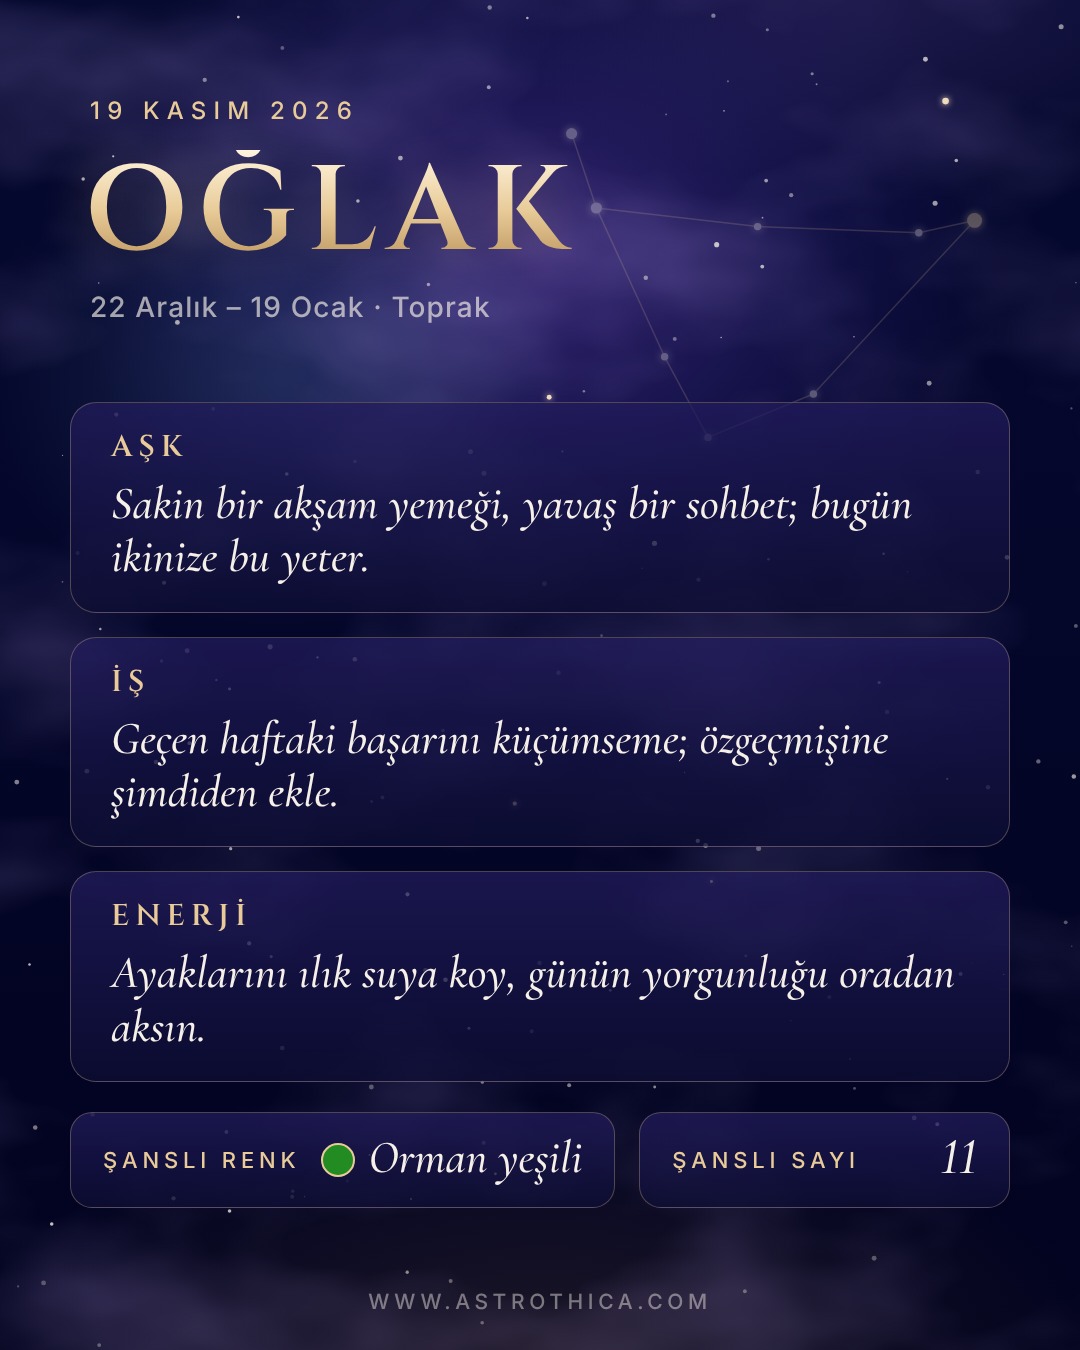 19 KASIM 2026
OĞLAK
22 Aralık – 19 Ocak · Toprak
AŞK
Sakin bir akşam yemeği, yavaş bir sohbet; bugün
ikinize bu yeter.
İŞ
Geçen haftaki başarını küçümseme; özgeçmişine
şimdiden ekle.
ENERJİ
Ayaklarını ılık suya koy, günün yorgunluğu oradan
aksın.
ŞANSLI RENK Orman yeşili
ŞANSLI SAYI 11
WWW.ASTROTHICA.COM